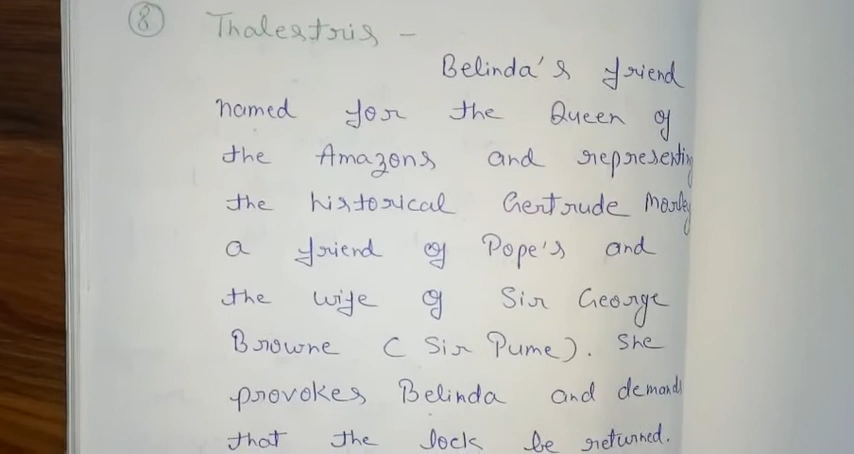 8 Thalestris -
Belinda's friend
named for the Queen of
the Amazons and representing
the historical Gertrude Morley
a friend of Pope's and
the wife of Sir George
Browne (Sir Pume). She
provokes Belinda and demands
that the lock be returned.